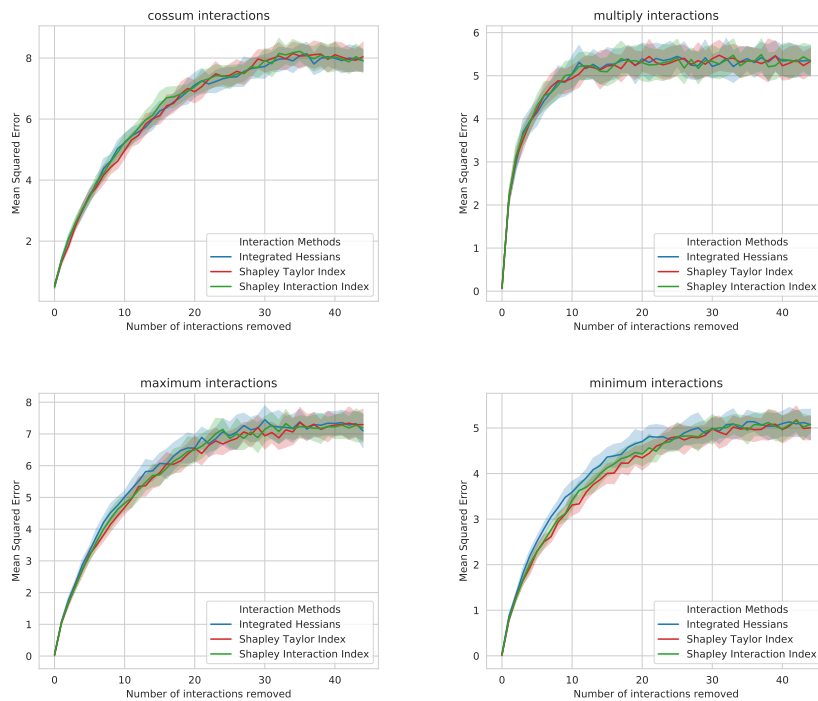 cossum interactions
Mean Squared Error
8
6
4
2
Interaction Methods
Integrated Hessians
Shapley Taylor Index
Shapley Interaction Index
0 10 20 30 40
Number of interactions removed
multiply interactions
Mean Squared Error
6
5
4
3
2
1
0
Interaction Methods
Integrated Hessians
Shapley Taylor Index
Shapley Interaction Index
0 10 20 30 40
Number of interactions removed
maximum interactions
Mean Squared Error
8
7
6
5
4
3
2
1
0
Interaction Methods
Integrated Hessians
Shapley Taylor Index
Shapley Interaction Index
0 10 20 30 40
Number of interactions removed
minimum interactions
Mean Squared Error
5
4
3
2
1
0
Interaction Methods
Integrated Hessians
Shapley Taylor Index
Shapley Interaction Index
0 10 20 30 40
Number of interactions removed